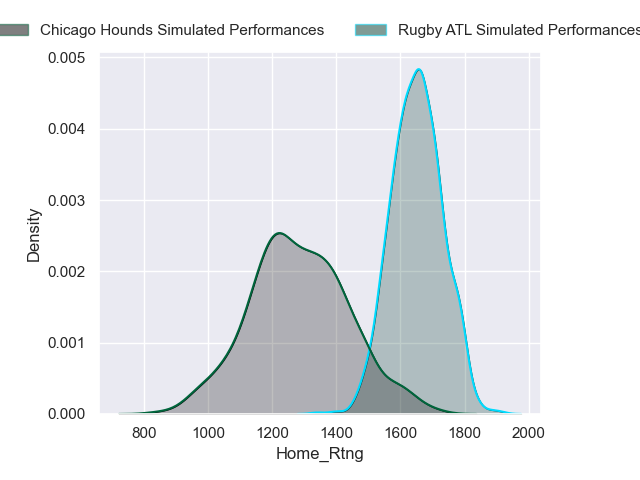 Chicago Hounds Simulated Performances
Rugby ATL Simulated Performances
0.005
0.004
0.003
0.002
0.001
0.000
Density
800 1000 1200 1400 1600 1800 2000
Home_Rtng